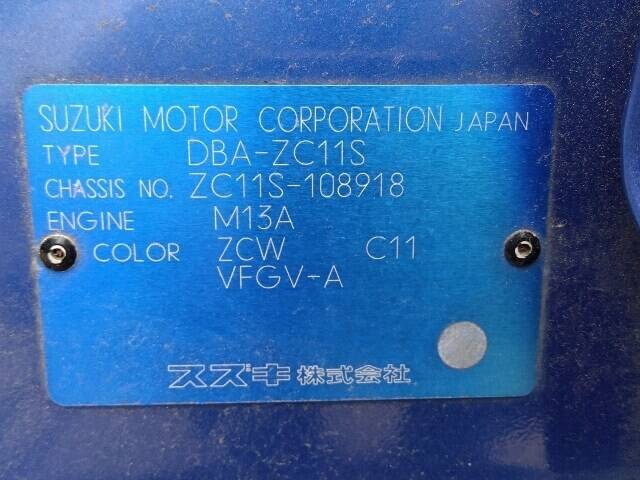 SUZUKI MOTOR CORPORATION JAPAN
TYPE DBA-ZC11S
CHASSIS NO. ZC11S-108918
ENGINE M13A
COLOR ZCW C11
VFGV-A
スズキ株式会社